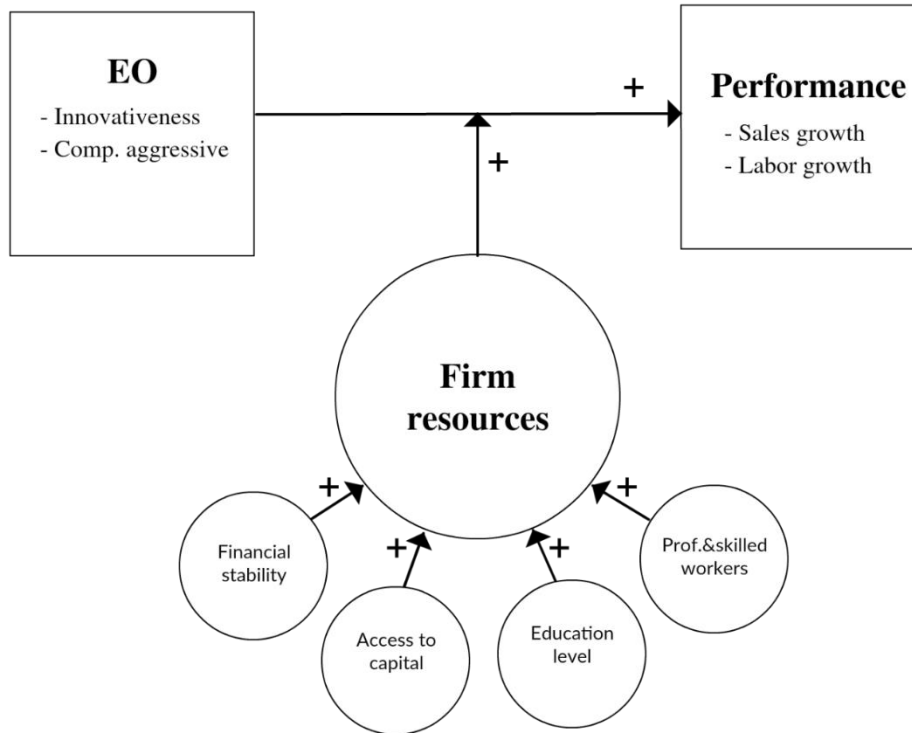 EO
- Innovativeness
- Comp. aggressive
+
Performance
- Sales growth
- Labor growth
+
Firm
resources
+
+
+
+
Financial
stability
Access to
capital
Education
level
Prof.&skilled
workers